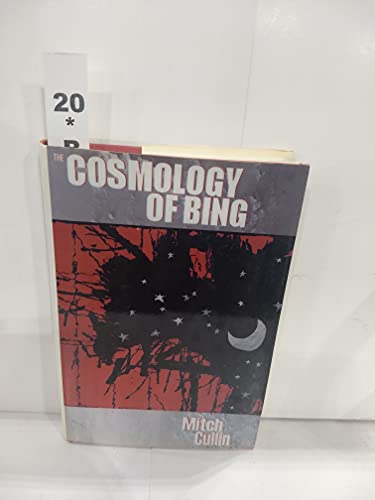 20
*
THE
COSMOLOGY
OF BING
Mitch
Cullin